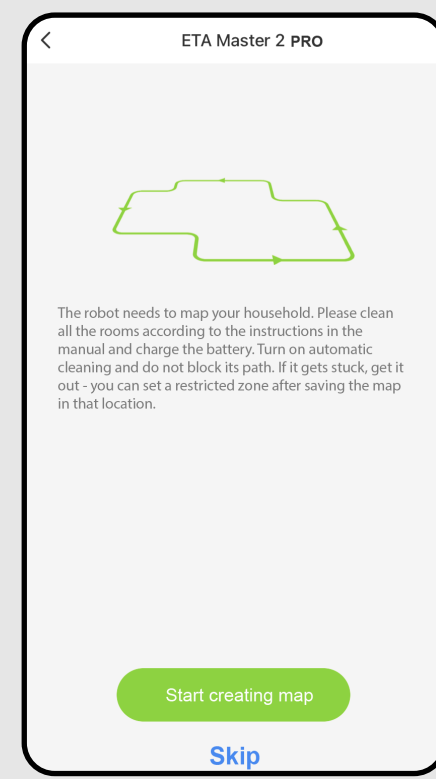 ETA Master 2 PRO
The robot needs to map your household. Please clean
all the rooms according to the instructions in the
manual and charge the battery. Turn on automatic
cleaning and do not block its path. If it gets stuck, get it
out - you can set a restricted zone after saving the map
in that location.
Start creating map
Skip